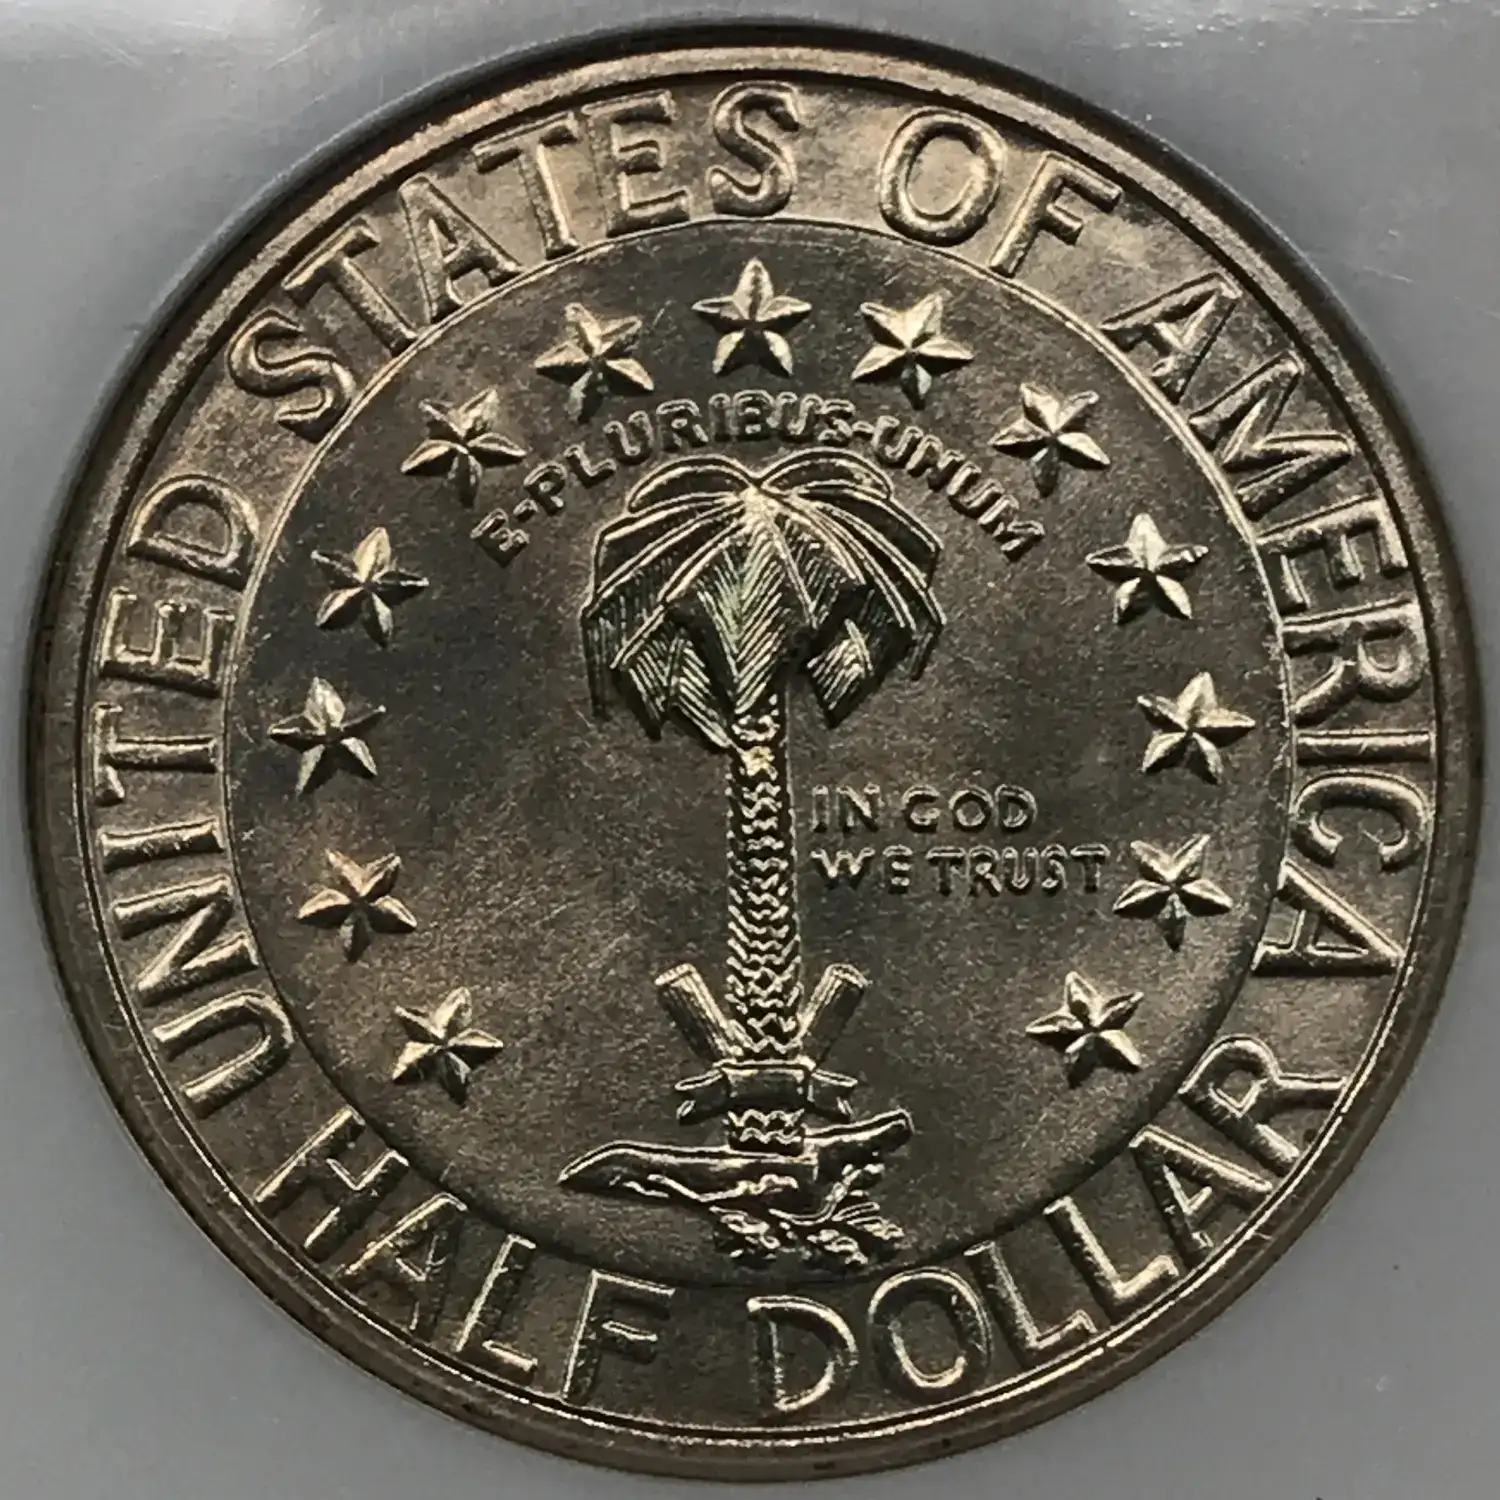 UNITED STATES OF AMERICA
E-PLURIBUS-UNUM
IN GOD
WE TRUST
HALF DOLLAR